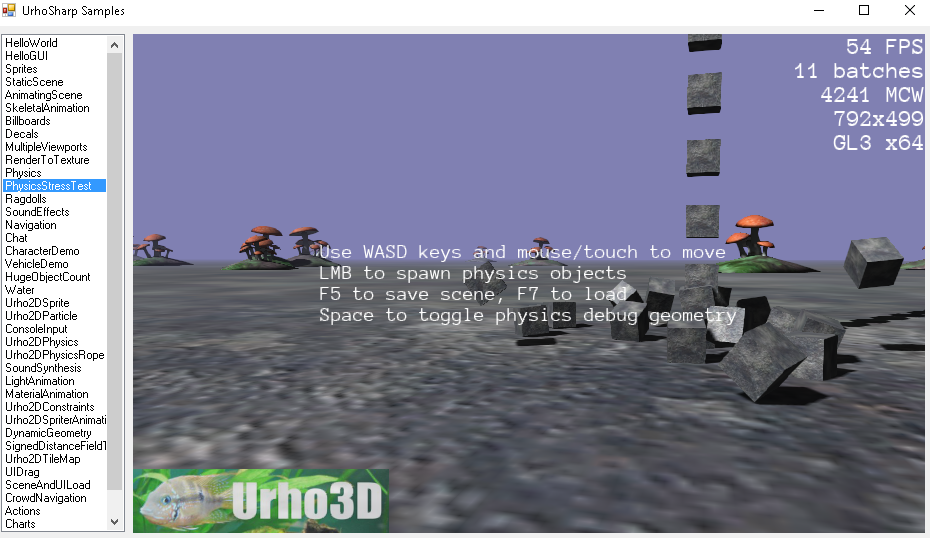 UrhoSharp Samples
HelloWorld
HelloGUI
Sprites
StaticScene
AnimatingScene
SkeletalAnimation
Billboards
Decals
MultipleViewports
RenderToTexture
Physics
PhysicsStressTest
Ragdolls
SoundEffects
Navigation
Chat
CharacterDemo
VehicleDemo
HugeObjectCount
Water
Urho2DSprite
Urho2DParticle
ConsoleInput
Urho2DPhysics
Urho2DPhysicsRope
SoundSynthesis
LightAnimation
MaterialAnimation
Urho2DConstraints
Urho2DSpriterAnimati
DynamicGeometry
SignedDistanceFieldT
Urho2DTileMap
UIDrag
SceneAndUILoad
CrowdNavigation
Actions
Charts
54 FPS
11 batches
4241 MCW
792x499
GL3 x64
Use WASD keys and mouse/touch to move
LMB to spawn physics objects
F5 to save scene, F7 to load
Space to toggle physics debug geometry
Urho3D